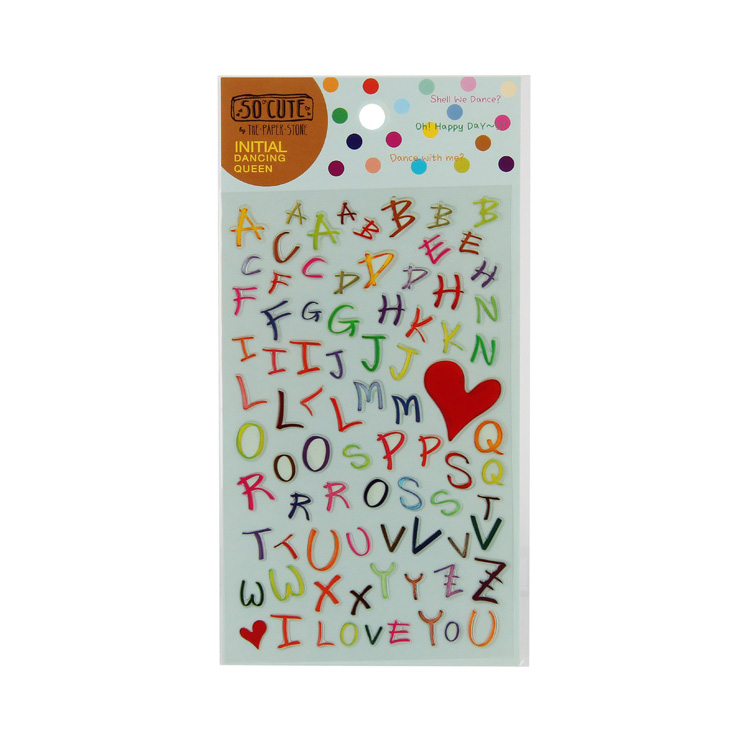 SO CUTE
by THE·PAPER·STONE
INITIAL
DANCING
QUEEN
Shell We Dance?
Oh! Happy DAY~
Dance with me?
A A A A B B B B
C C C F D D D E E H
F F G G H K H K N
I I I J J J N
L L L M M
O O O S P P S Q Q
R R R O S S T
T T U U V V V V
W W X X Y Y Z Z
I LOVE YOU